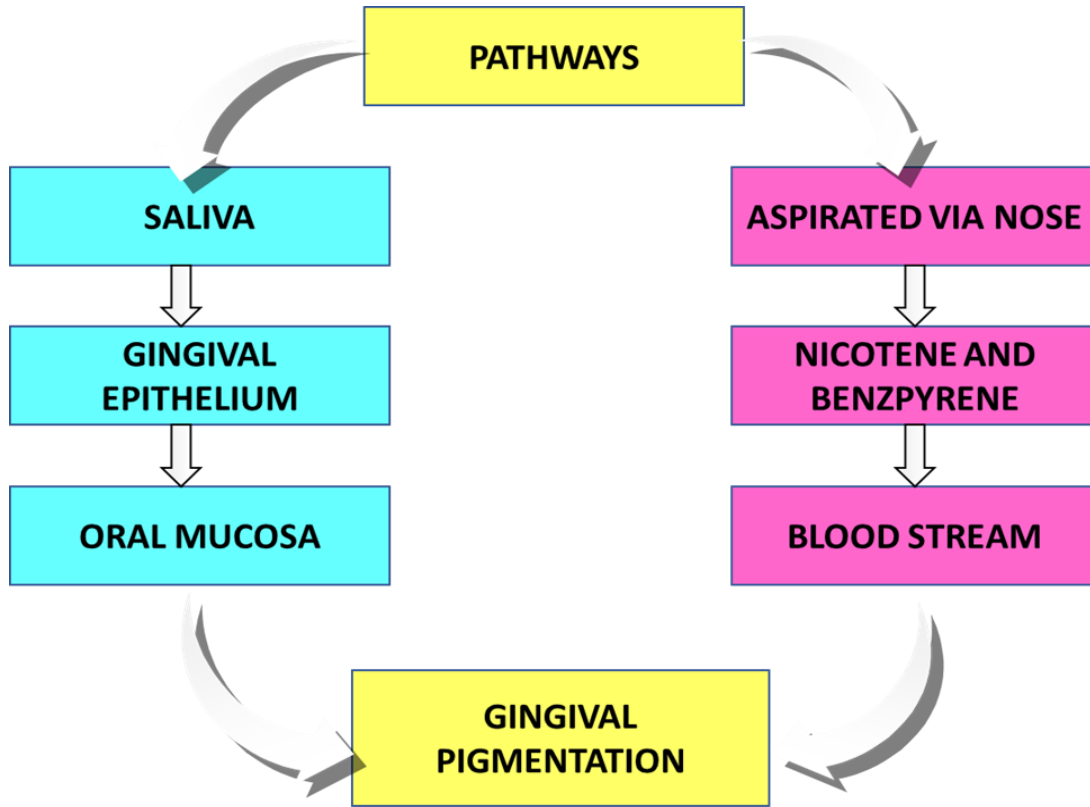 PATHWAYS
SALIVA
GINGIVAL
EPITHELIUM
ORAL MUCOSA
ASPIRATED VIA NOSE
NICOTENE AND
BENZPYRENE
BLOOD STREAM
GINGIVAL
PIGMENTATION